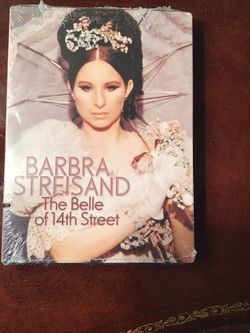 BARBRA
STREISAND
The Belle
of 14th Street